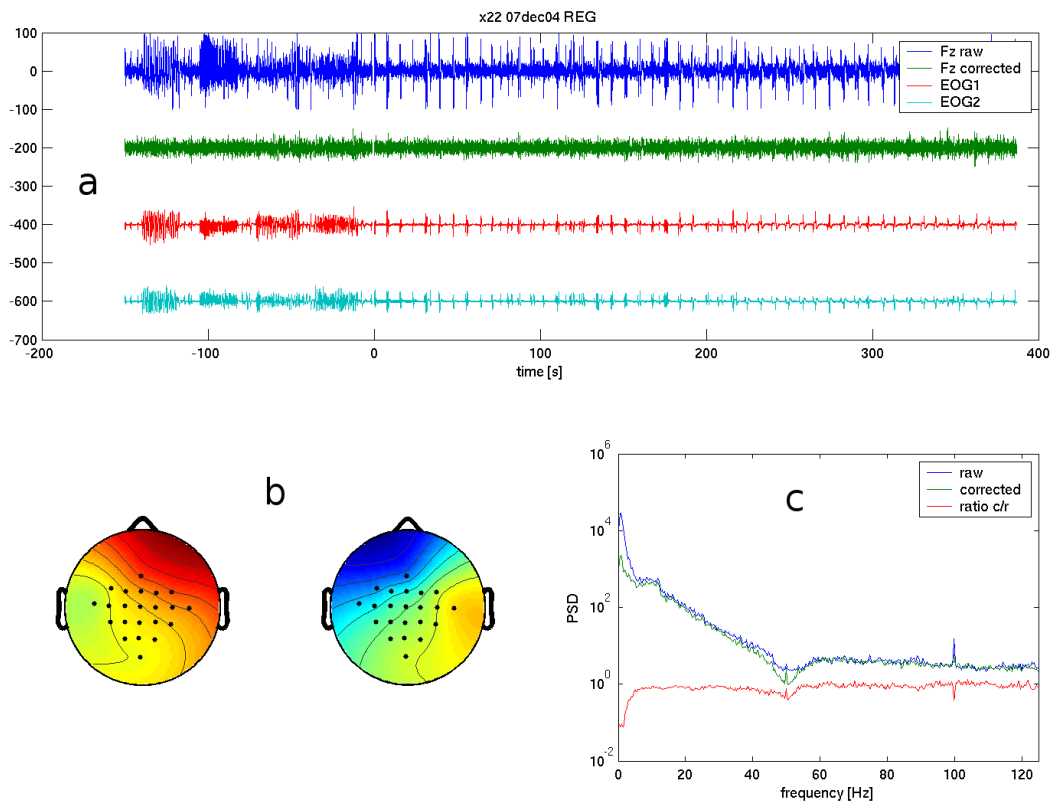 x22 07dec04 REG
100
0
-100
-200
-300
-400
-500
-600
-700
Fz raw
Fz corrected
EOG1
EOG2
a
-200
-100
0
100
200
300
400
time [s]
b
c
raw
corrected
ratio c/r
10^6
10^4
10^2
10^0
10^-2
PSD
0
20
40
60
80
100
120
frequency [Hz]